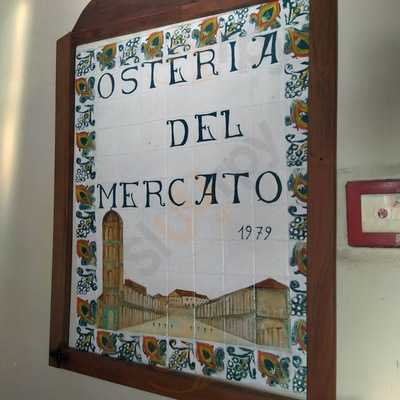 OSTERIA
DEL
MERCATO
1979